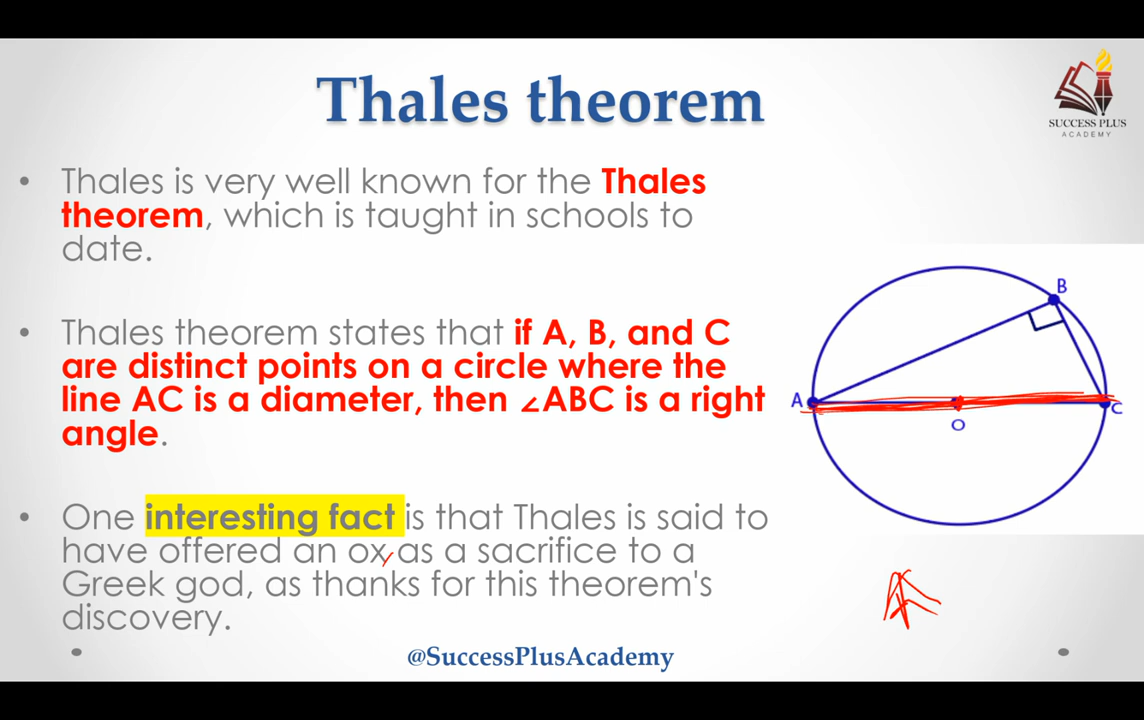 Thales theorem
SUCCESS PLUS
ACADEMY
• Thales is very well known for the Thales
theorem, which is taught in schools to
date.
• Thales theorem states that if A, B, and C
are distinct points on a circle where the
line AC is a diameter, then ∠ABC is a right
angle.
B
A
C
O
• One interesting fact is that Thales is said to
have offered an ox as a sacrifice to a
Greek god, as thanks for this theorem's
discovery.
@SuccessPlusAcademy